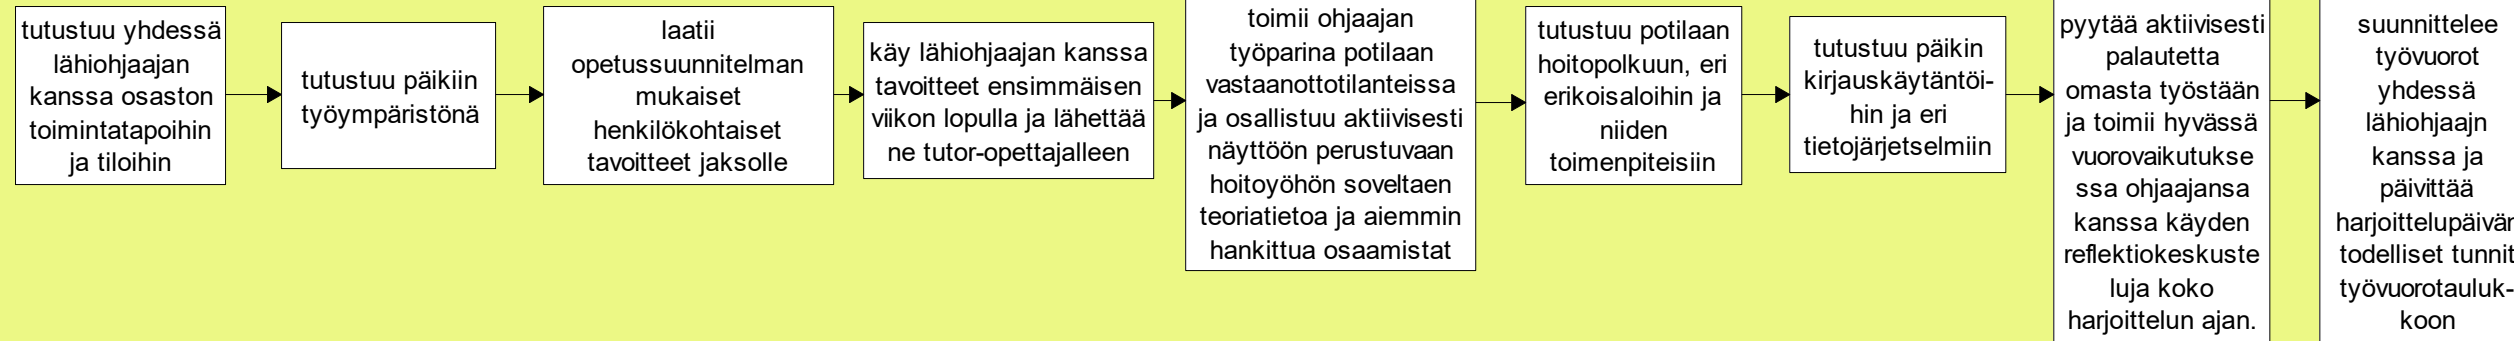 tutustuu yhdessä
lähiohjaajan
kanssa osaston
toimintatapoihin
ja tiloihin
tutustuu päikiin
työympäristönä
laatii
opetussuunnitelman
mukaiset
henkilökohtaiset
tavoitteet jaksolle
käy lähiohjaajan kanssa
tavoitteet ensimmäisen
viikon lopulla ja lähettää
ne tutor-opettajalleen
toimii ohjaajan
työparina potilaan
vastaanottotilanteissa
ja osallistuu aktiivisesti
näyttöön perustuvaan
hoitoyöhön soveltaen
teoriatietoa ja aiemmin
hankittua osaamistat
tutustuu potilaan
hoitopolkuun, eri
erikoisaloihin ja
niiden
toimenpiteisiin
tutustuu päikin
kirjauskäytäntöi-
hin ja eri
tietojärjetselmiin
pyytää aktiivisesti
palautetta
omasta työstään
ja toimii hyvässä
vuorovaikutukse
ssa ohjaajansa
kanssa käyden
reflektiokeskuste
luja koko
harjoittelun ajan.
suunnittelee
työvuorot
yhdessä
lähiohjaajn
kanssa ja
päivittää
harjoittelupäivän
todelliset tunnit
työvuorotauluk-
koon